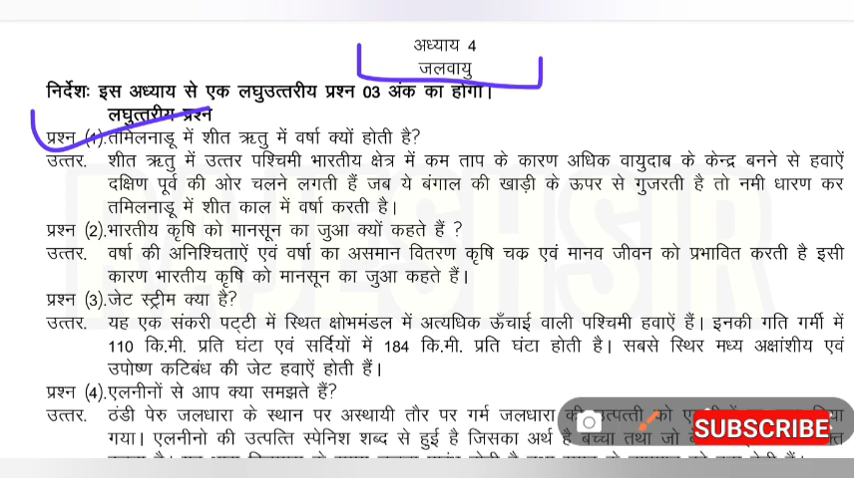 अध्याय 4
जलवायु
निर्देशः इस अध्याय से एक लघुउत्तरीय प्रश्न 03 अंक का होगा।
लघुत्तरीय प्रश्न
प्रश्न (1).तमिलनाडू में शीत ऋतु में वर्षा क्यों होती है?
उत्तर. शीत ऋतु में उत्तर पश्चिमी भारतीय क्षेत्र में कम ताप के कारण अधिक वायुदाब के केन्द्र बनने से हवाऐं
दक्षिण पूर्व की ओर चलने लगती हैं जब ये बंगाल की खाड़ी के ऊपर से गुजरती है तो नमी धारण कर
तमिलनाडू में शीत काल में वर्षा करती है।
प्रश्न (2).भारतीय कृषि को मानसून का जुआ क्यों कहते हैं ?
उत्तर. वर्षा की अनिश्चिताऐं एवं वर्षा का असमान वितरण कृषि चक्र एवं मानव जीवन को प्रभावित करती है इसी
कारण भारतीय कृषि को मानसून का जुआ कहते हैं।
प्रश्न (3).जेट स्ट्रीम क्या है?
उत्तर. यह एक संकरी पट्टी में स्थित क्षोभमंडल में अत्यधिक ऊँचाई वाली पश्चिमी हवाऐं हैं। इनकी गति गर्मी में
110 कि.मी. प्रति घंटा एवं सर्दियों में 184 कि.मी. प्रति घंटा होती है। सबसे स्थिर मध्य अक्षांशीय एवं
उपोष्ण कटिबंध की जेट हवाऐं होती हैं।
प्रश्न (4).एलनीनों से आप क्या समझते हैं?
उत्तर. ठंडी पेरु जलधारा के स्थान पर अस्थायी तौर पर गर्म जलधारा की उत्पत्ती को
गया। एलनीनो की उत्पत्ति स्पेनिश शब्द से हुई है जिसका अर्थ है बच्चा तथा जो
SUBSCRIBE
RAJESH SIR